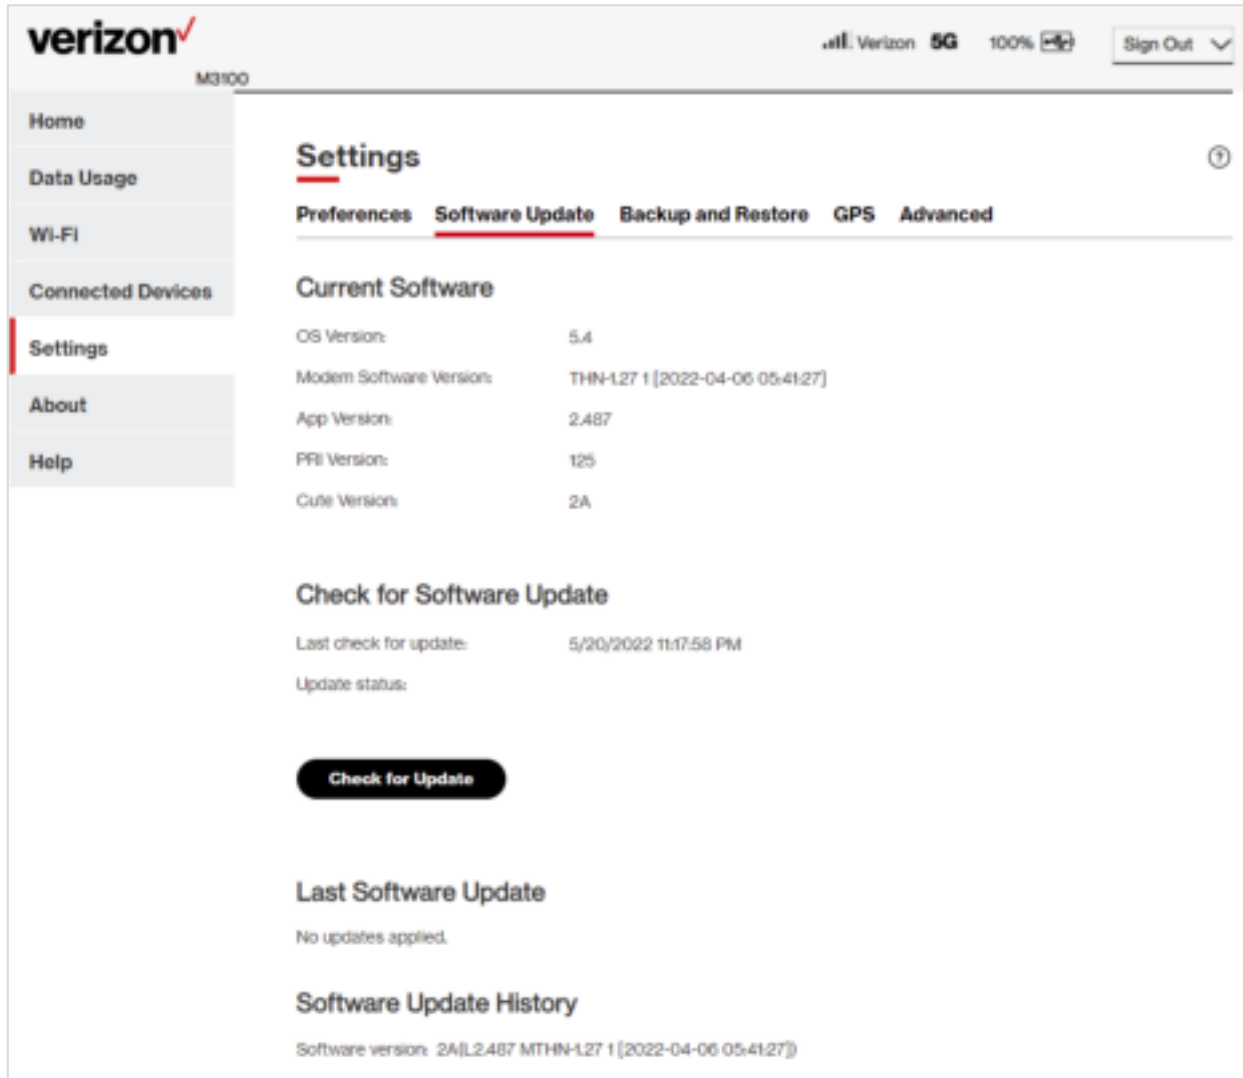 verizon
Verizon 5G 100% Sign Out
M3100
Home
Data Usage
Wi-Fi
Connected Devices
Settings
About
Help
Settings
Preferences Software Update Backup and Restore GPS Advanced
Current Software
OS Version: 5.4
Modem Software Version: THN-1.27 1 [2022-04-06 05:41:27]
App Version: 2.487
PRI Version: 125
Cute Version: 2A
Check for Software Update
Last check for update: 5/20/2022 11:17:58 PM
Update status:
Check for Update
Last Software Update
No updates applied.
Software Update History
Software version: 2A(L2.487 MTHN-1.27 1 [2022-04-06 05:41:27])